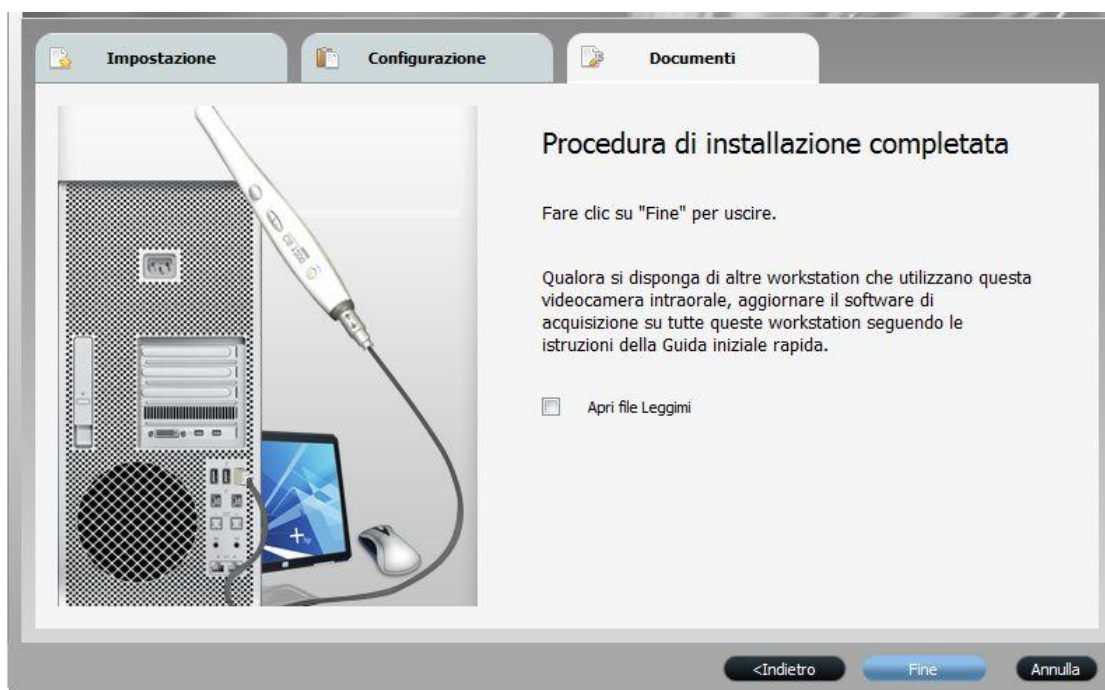 Impostazione
Configurazione
Documenti
Procedura di installazione completata
Fare clic su "Fine" per uscire.
Qualora si disponga di altre workstation che utilizzano questa
videocamera intraorale, aggiornare il software di
acquisizione su tutte queste workstation seguendo le
istruzioni della Guida iniziale rapida.
Apri file Leggimi
<Indietro
Fine
Annulla